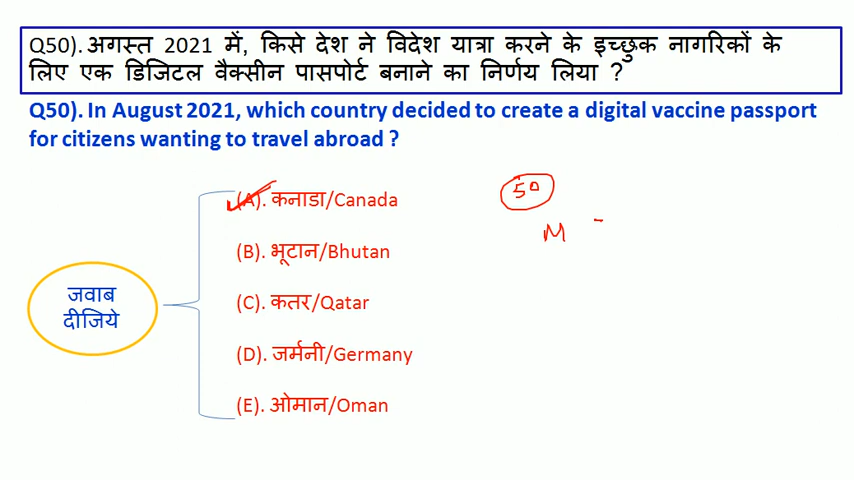 Q50). अगस्त 2021 में, किसे देश ने विदेश यात्रा करने के इच्छुक नागरिकों के
लिए एक डिजिटल वैक्सीन पासपोर्ट बनाने का निर्णय लिया ?
Q50). In August 2021, which country decided to create a digital vaccine passport
for citizens wanting to travel abroad ?
(A). कनाडा/Canada
(B). भूटान/Bhutan
(C). कतर/Qatar
(D). जर्मनी/Germany
(E). ओमान/Oman
जवाब
दीजिये
50
M -